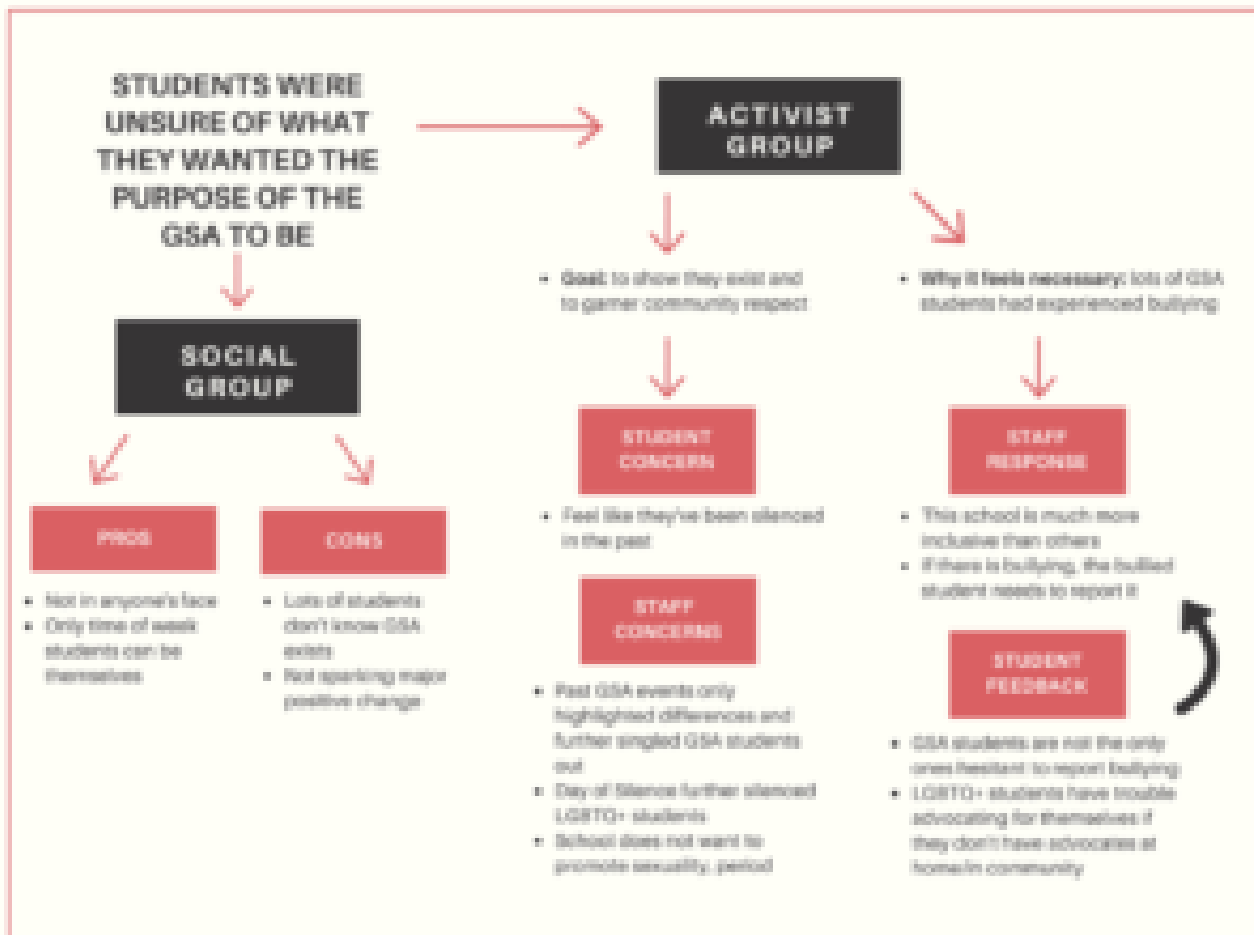 STUDENTS WERE
UNSURE OF WHAT
THEY WANTED THE
PURPOSE OF THE
GSA TO BE
SOCIAL
GROUP
PROS
• Not in anyone's face
• Only time of week
students can be
themselves
CONS
• Lots of students
don't know GSA
exists
• Not sparking major
positive change
ACTIVIST
GROUP
• Goal: to show they exist and
to garner community respect
STUDENT
CONCERN
• Feel like they've been silenced
in the past
STAFF
CONCERNS
• Past GSA events only
highlighted differences and
further singled GSA students
out
• Day of Silence further silenced
LGBTQ+ students
• School does not want to
promote sexuality, period
• Why it feels necessary: lots of GSA
students had experienced bullying
STAFF
RESPONSE
• This school is much more
inclusive than others
• If there is bullying, the bullied
student needs to report it
STUDENT
FEEDBACK
• GSA students are not the only
ones hesitant to report bullying
• LGBTQ+ students have trouble
advocating for themselves if
they don't have advocates at
home/in community